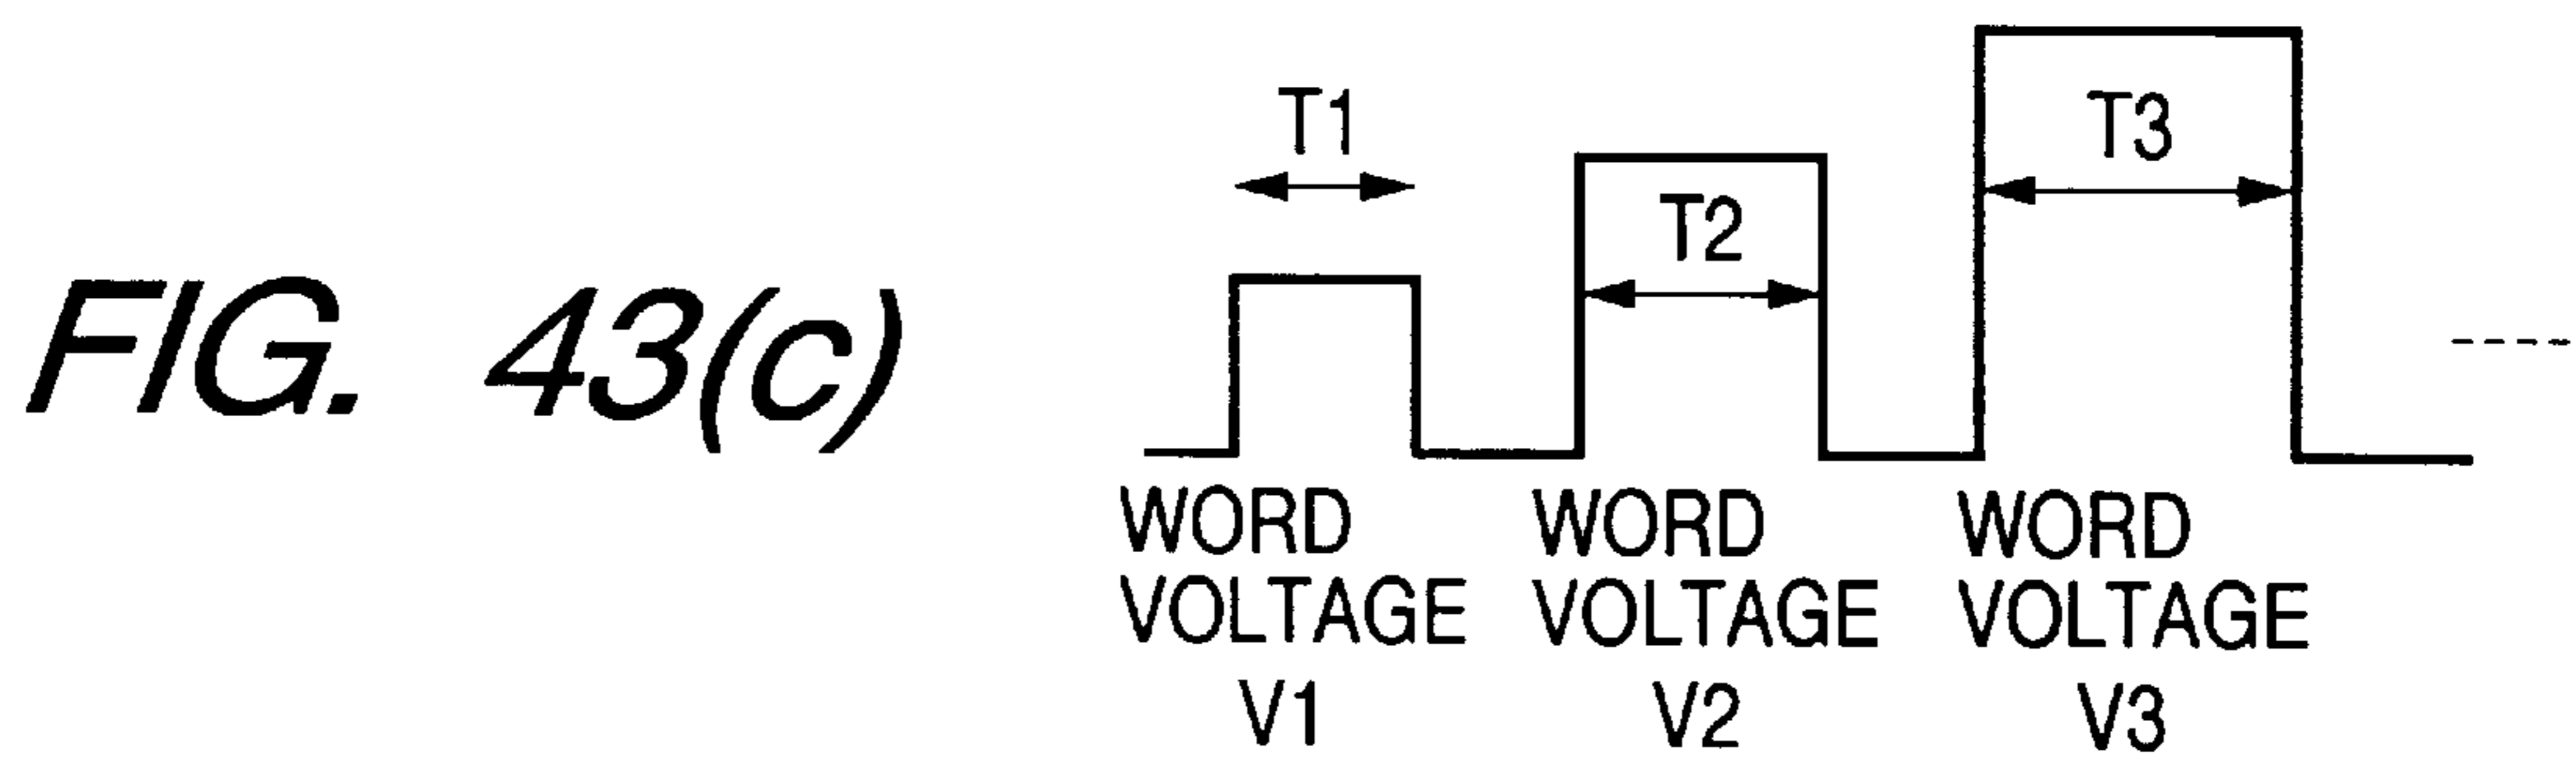 FIG. 43(c)
T1
T2
T3
WORD VOLTAGE V1
WORD VOLTAGE V2
WORD VOLTAGE V3